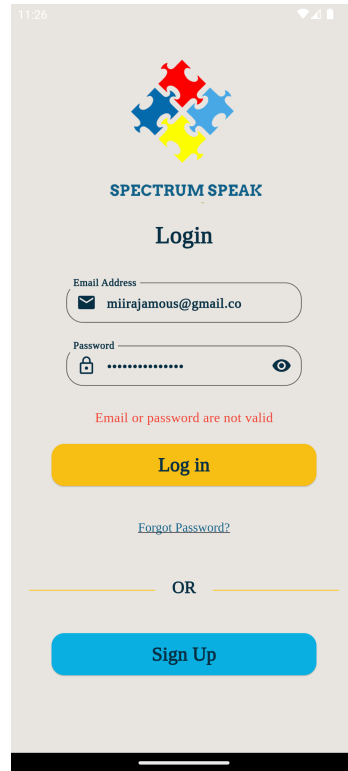 11:26
SPECTRUM SPEAK
Login
Email Address
miirajamous@gmail.co
Password
•••••••••••••••
Email or password are not valid
Log in
Forgot Password?
OR
Sign Up